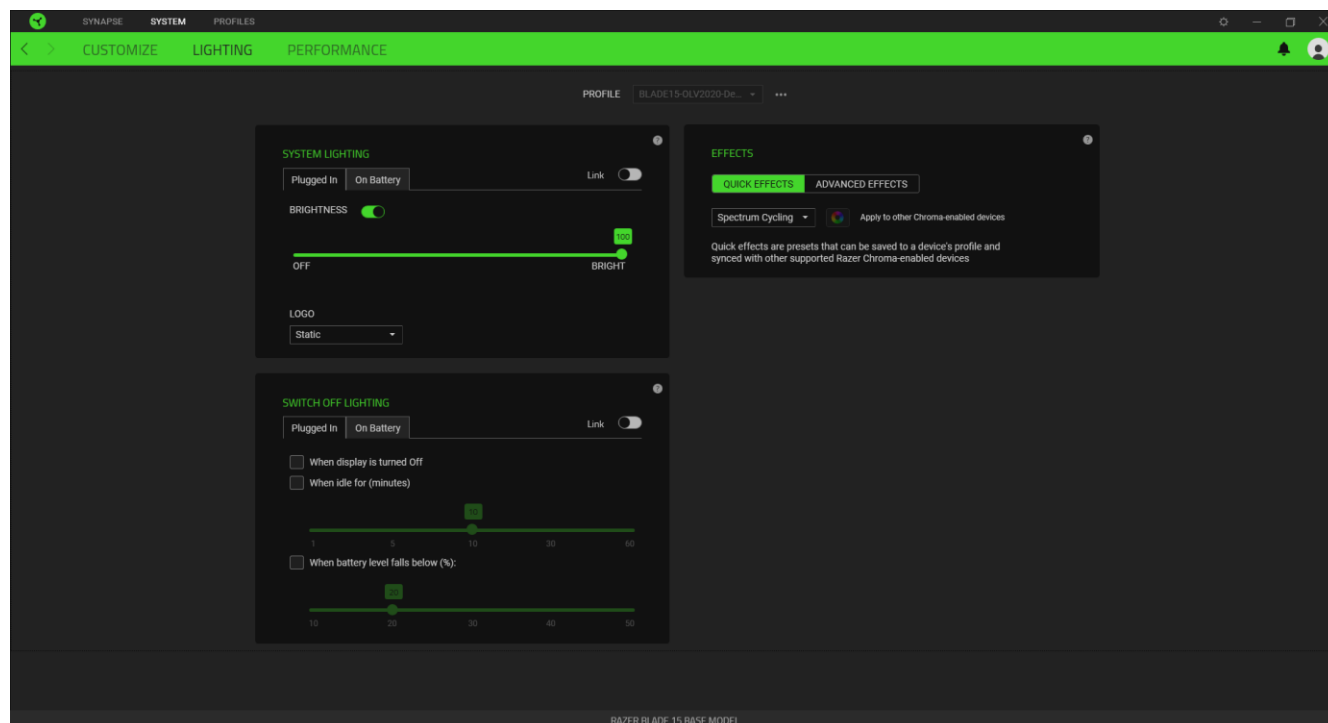 SYNAPSE SYSTEM PROFILES
CUSTOMIZE LIGHTING PERFORMANCE
PROFILE BLADE15-OLV2020-De...
SYSTEM LIGHTING
Plugged In On Battery Link
BRIGHTNESS
100
OFF BRIGHT
LOGO
Static
EFFECTS
QUICK EFFECTS ADVANCED EFFECTS
Spectrum Cycling Apply to other Chroma-enabled devices
Quick effects are presets that can be saved to a device's profile and
synced with other supported Razer Chroma-enabled devices
SWITCH OFF LIGHTING
Plugged In On Battery Link
When display is turned Off
When idle for (minutes)
10
1 5 10 30 60
When battery level falls below (%):
20
10 20 30 40 50
RAZER BLADE 15 BASE MODEL